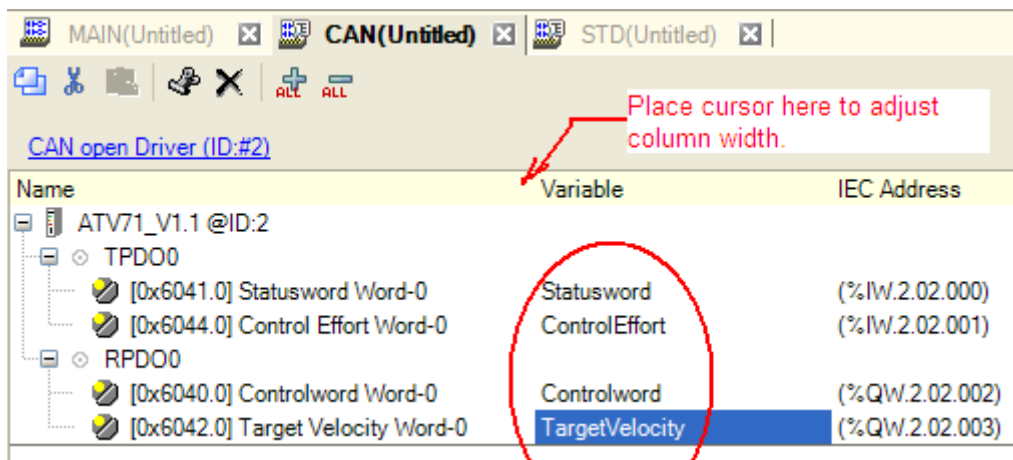 MAIN(Untitled) CAN(Untitled) STD(Untitled)
ALL ALL
Place cursor here to adjust
column width.
CAN open Driver (ID:#2)
Name Variable IEC Address
ATV71_V1.1 @ID:2
TPDO0
[0x6041.0] Statusword Word-0 Statusword (%IW.2.02.000)
[0x6044.0] Control Effort Word-0 ControlEffort (%IW.2.02.001)
RPDO0
[0x6040.0] Controlword Word-0 Controlword (%QW.2.02.002)
[0x6042.0] Target Velocity Word-0 TargetVelocity (%QW.2.02.003)